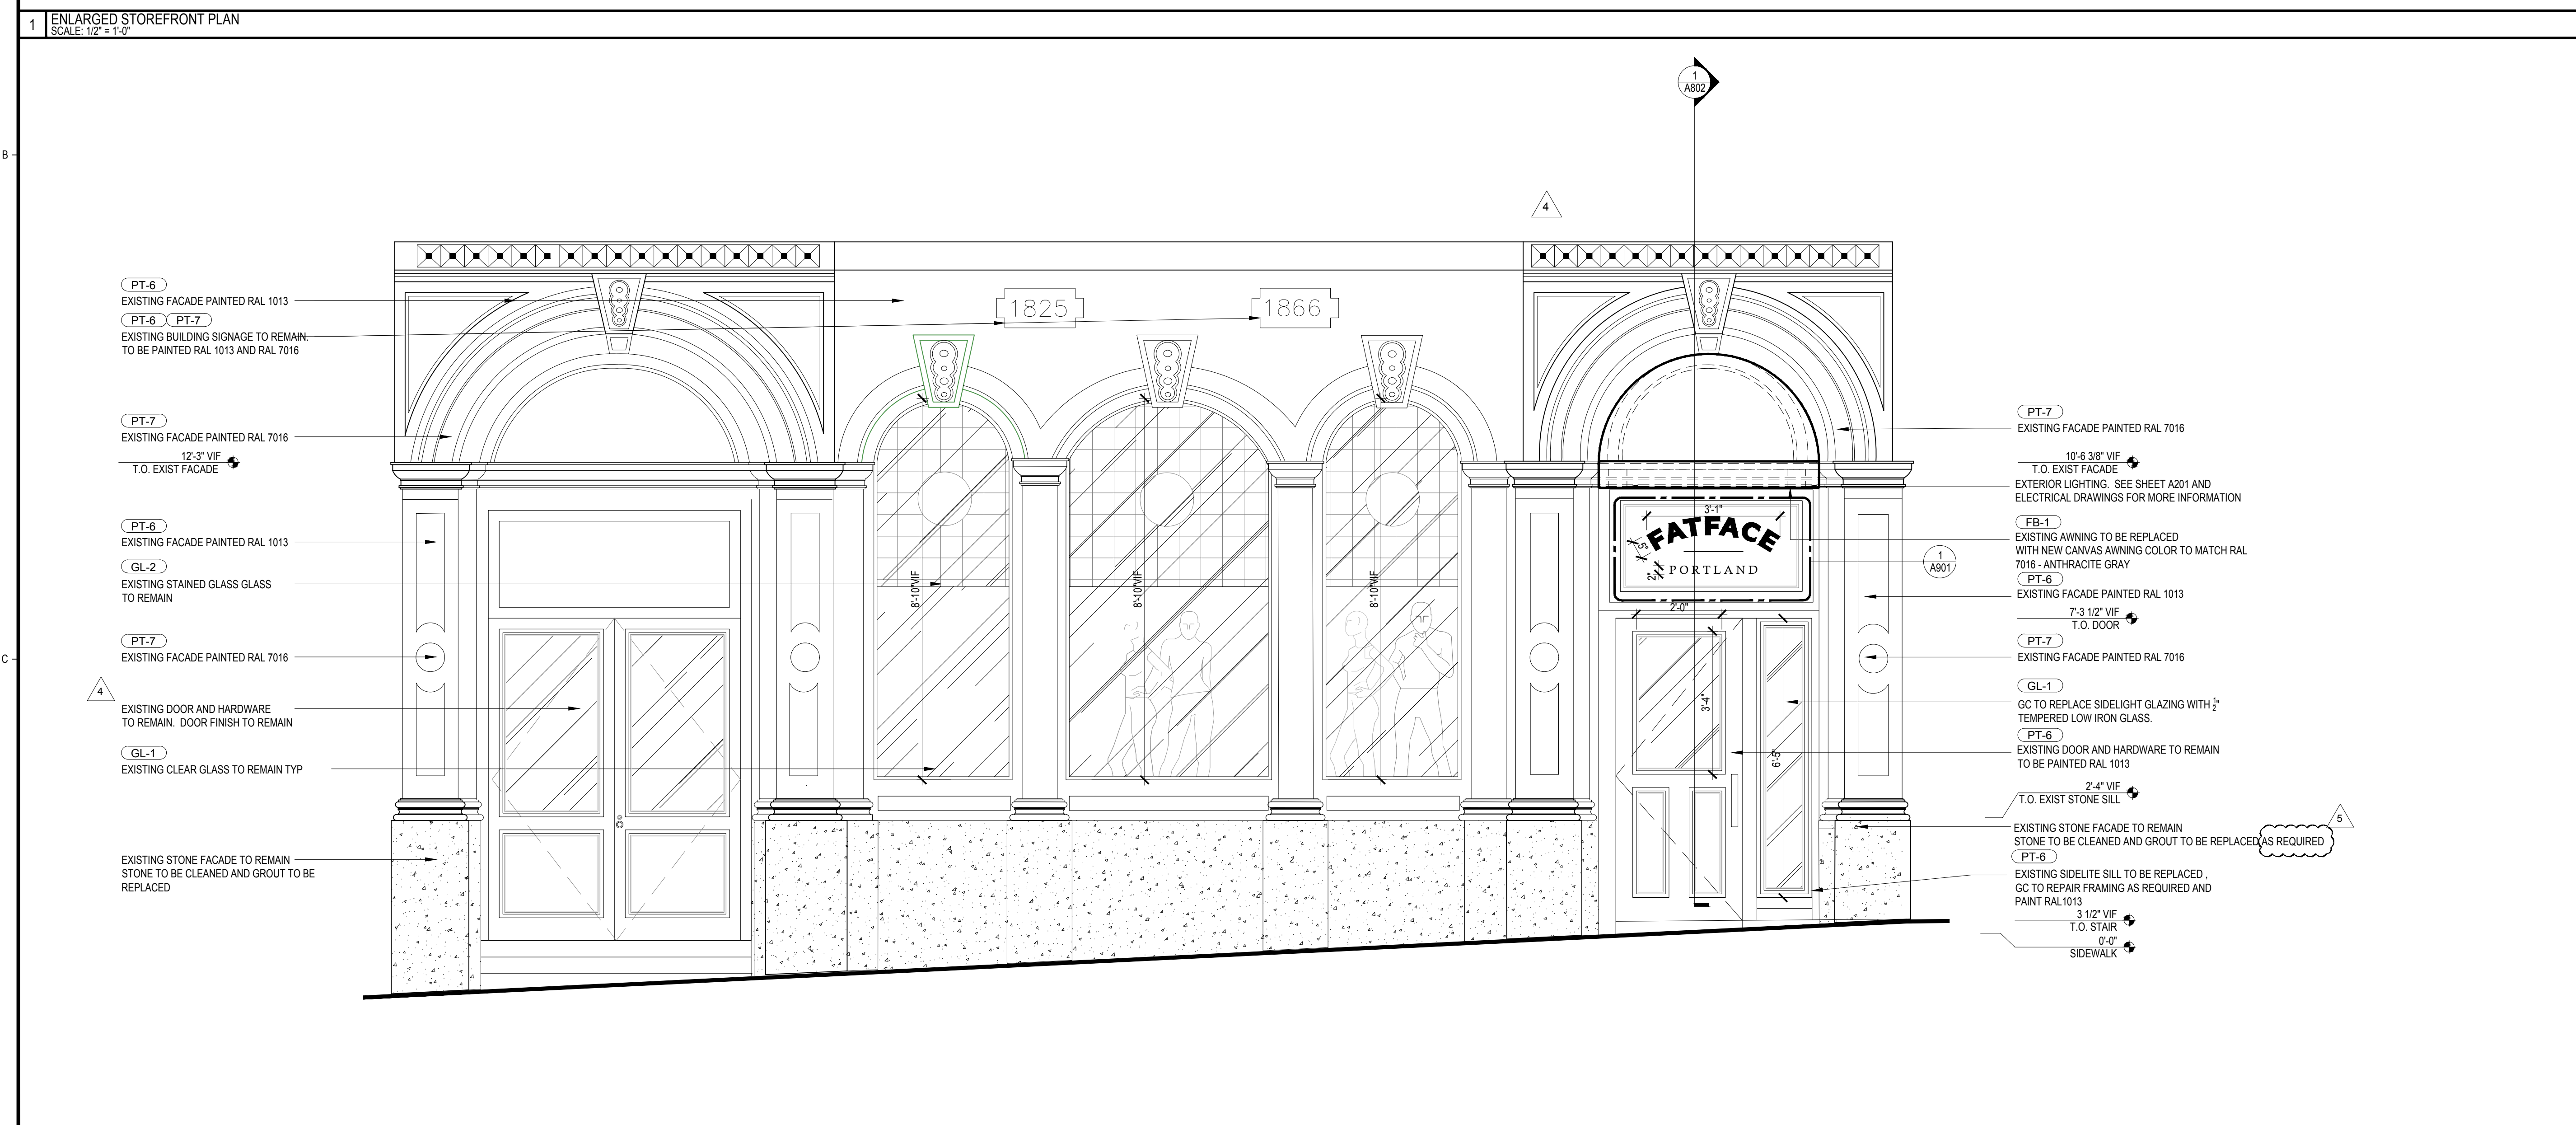 1 ENLARGED STOREFRONT PLAN
SCALE: 1/2" = 1'-0"
1
A802
B
4
PT-6
EXISTING FACADE PAINTED RAL 1013
PT-6 PT-7
EXISTING BUILDING SIGNAGE TO REMAIN.
TO BE PAINTED RAL 1013 AND RAL 7016
1825
1866
PT-7
EXISTING FACADE PAINTED RAL 7016
12'-3" VIF
T.O. EXIST FACADE
PT-6
EXISTING FACADE PAINTED RAL 1013
GL-2
EXISTING STAINED GLASS GLASS
TO REMAIN
PT-7
EXISTING FACADE PAINTED RAL 7016
C
4
EXISTING DOOR AND HARDWARE
TO REMAIN. DOOR FINISH TO REMAIN
GL-1
EXISTING CLEAR GLASS TO REMAIN TYP
EXISTING STONE FACADE TO REMAIN
STONE TO BE CLEANED AND GROUT TO BE
REPLACED
8'-10"VIF
8'-10"VIF
8'-10"VIF
3'-1"
FATFACE
5"
PORTLAND
2"
2'-0"
3'-4"
6'-5"
PT-7
EXISTING FACADE PAINTED RAL 7016
10'-6 3/8" VIF
T.O. EXIST FACADE
EXTERIOR LIGHTING. SEE SHEET A201 AND
ELECTRICAL DRAWINGS FOR MORE INFORMATION
FB-1
EXISTING AWNING TO BE REPLACED
WITH NEW CANVAS AWNING COLOR TO MATCH RAL
7016 - ANTHRACITE GRAY
1
A901
PT-6
EXISTING FACADE PAINTED RAL 1013
7'-3 1/2" VIF
T.O. DOOR
PT-7
EXISTING FACADE PAINTED RAL 7016
GL-1
GC TO REPLACE SIDELIGHT GLAZING WITH 1/2"
TEMPERED LOW IRON GLASS.
PT-6
EXISTING DOOR AND HARDWARE TO REMAIN
TO BE PAINTED RAL 1013
2'-4" VIF
T.O. EXIST STONE SILL
5
EXISTING STONE FACADE TO REMAIN
STONE TO BE CLEANED AND GROUT TO BE REPLACED AS REQUIRED
PT-6
EXISTING SIDELITE SILL TO BE REPLACED ,
GC TO REPAIR FRAMING AS REQUIRED AND
PAINT RAL1013
3 1/2" VIF
T.O. STAIR
0'-0"
SIDEWALK